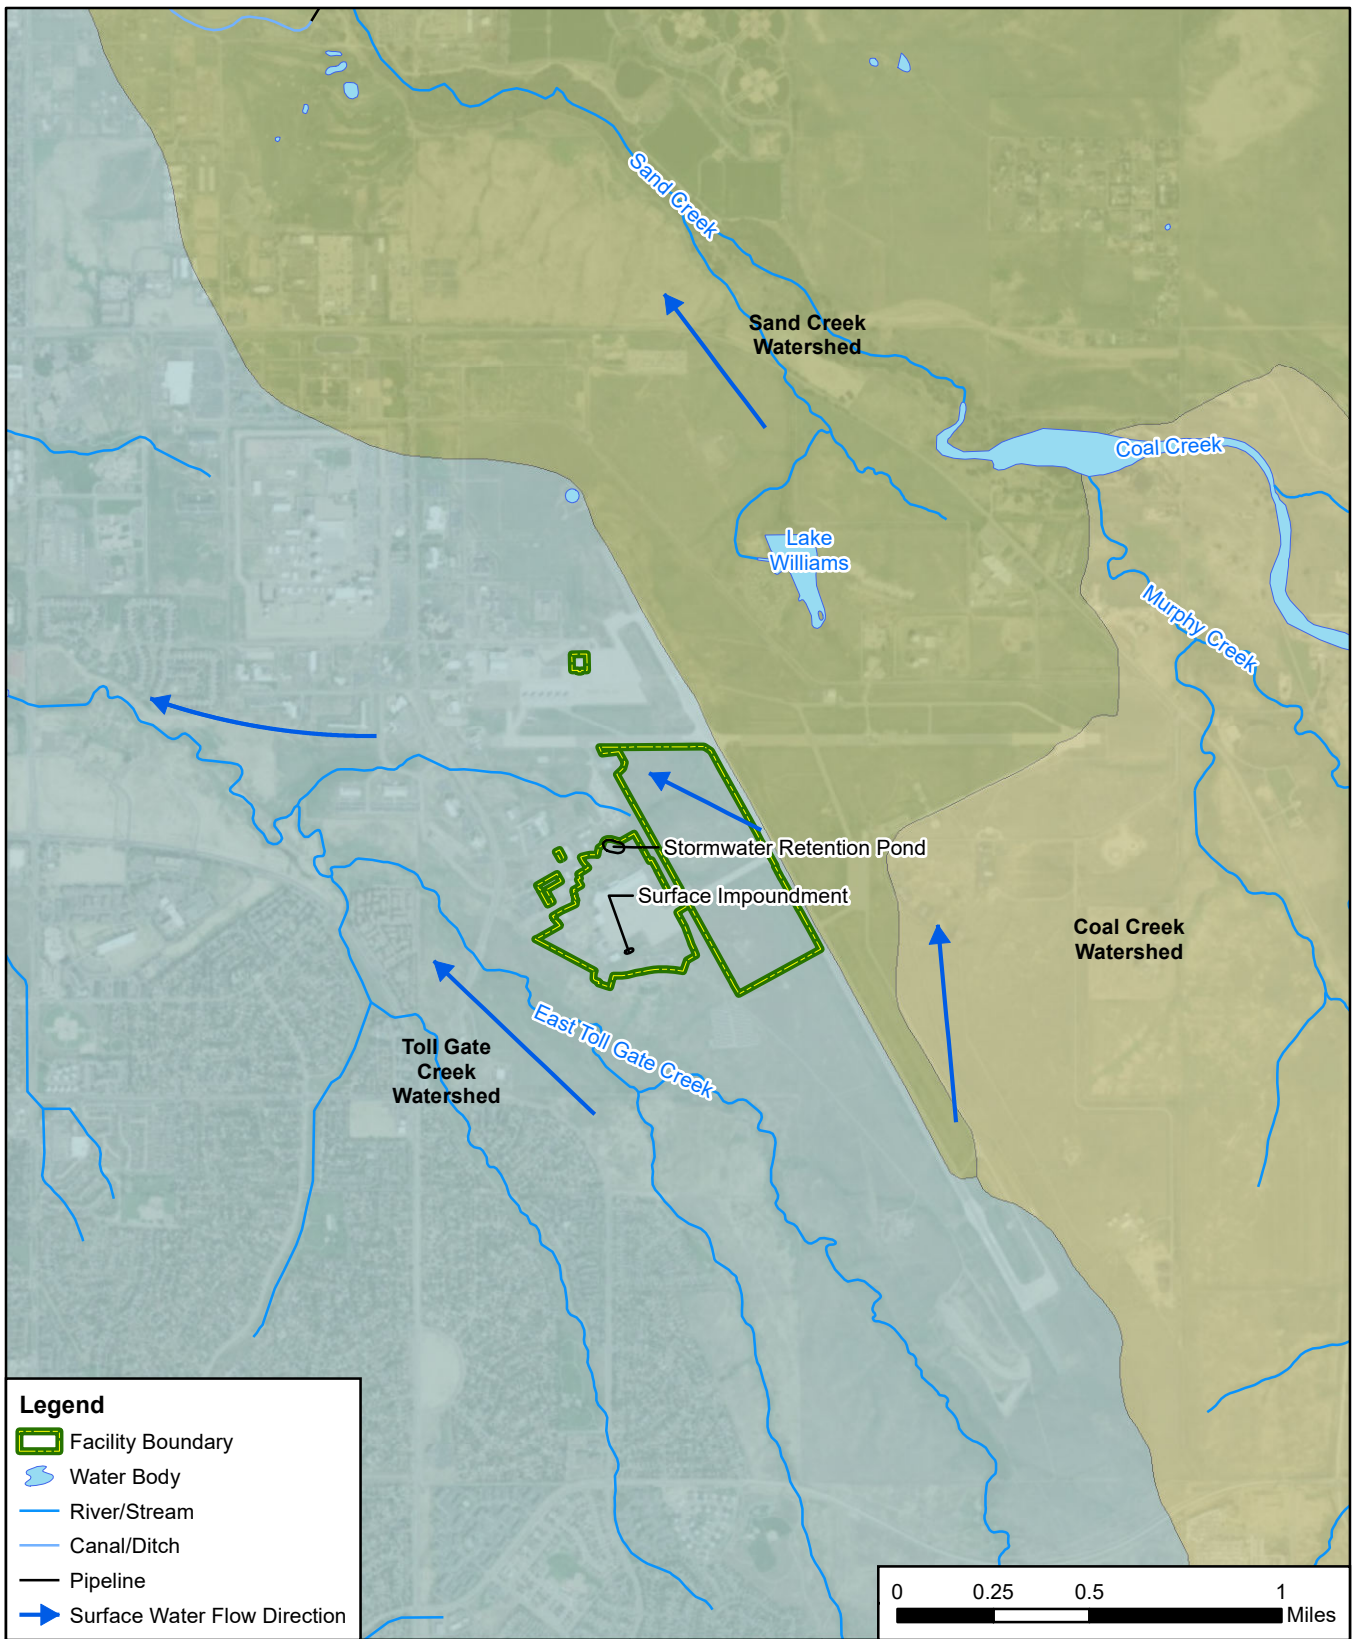 Sand Creek
Sand Creek
Watershed
Coal Creek
Lake
Williams
Murphy Creek
Stormwater Retention Pond
Surface Impoundment
Coal Creek
Watershed
East Toll Gate Creek
Toll Gate
Creek
Watershed
Legend
Facility Boundary
Water Body
River/Stream
Canal/Ditch
Pipeline
Surface Water Flow Direction
0 0.25 0.5 1
Miles